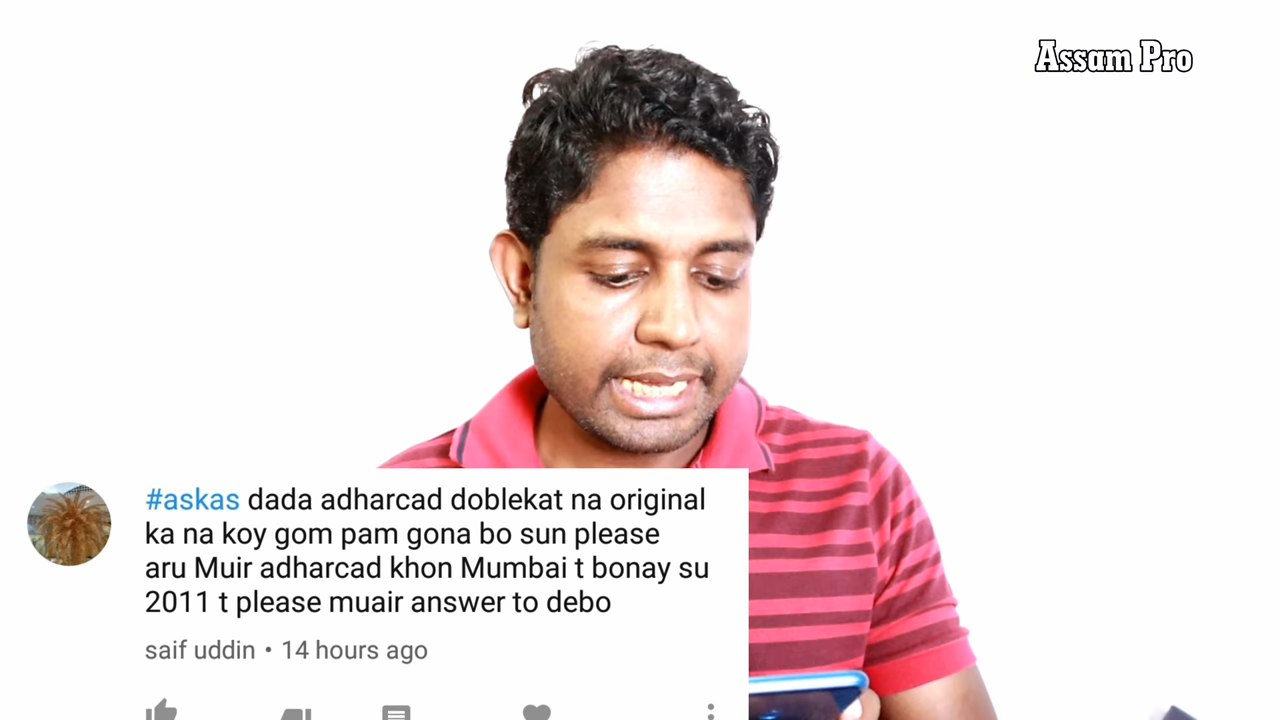 Assam Pro
#askas dada adharcad doblekat na original
ka na koy gom pam gona bo sun please
aru Muir adharcad khon Mumbai t bonay su
2011 t please muair answer to debo
saif uddin • 14 hours ago